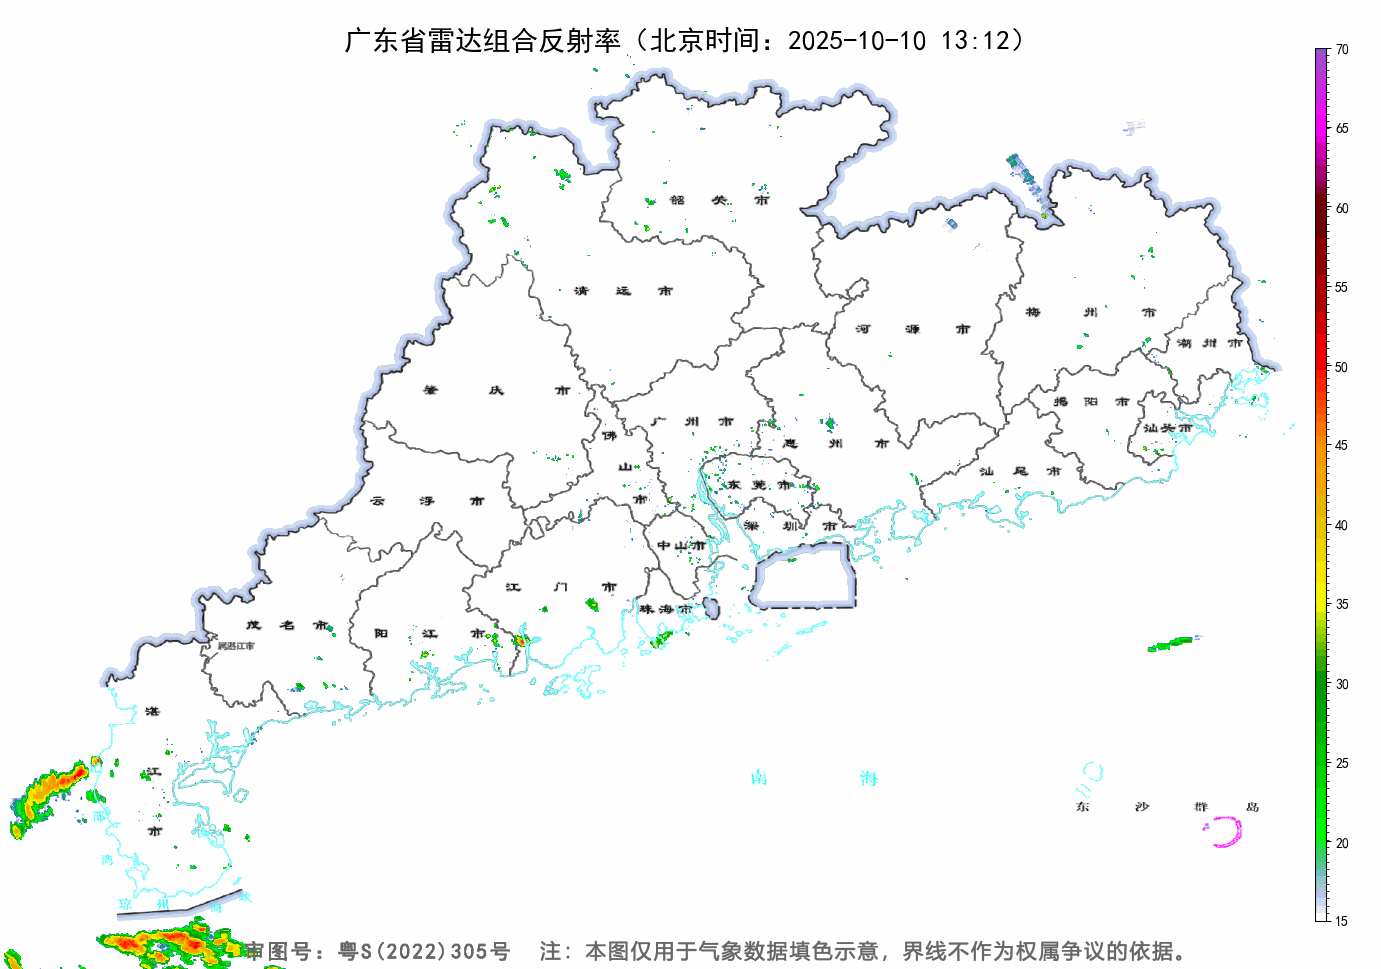 广东省雷达组合反射率（北京时间：2025-10-10 13:12）
70
65
60
55
50
45
40
35
30
25
20
15
韶关市
清远市
河源市
梅州市
潮州市
肇庆市
广州市
揭阳市
汕头市
佛山市
惠州市
云浮市
东莞市
汕尾市
深圳市
中山市
江门市
珠海市
茂名市
阳江市
属湛江市
湛江市
南海
东沙群岛
部湾
琼州海峡
审图号：粤S(2022)305号 注：本图仅用于气象数据填色示意，界线不作为权属争议的依据。